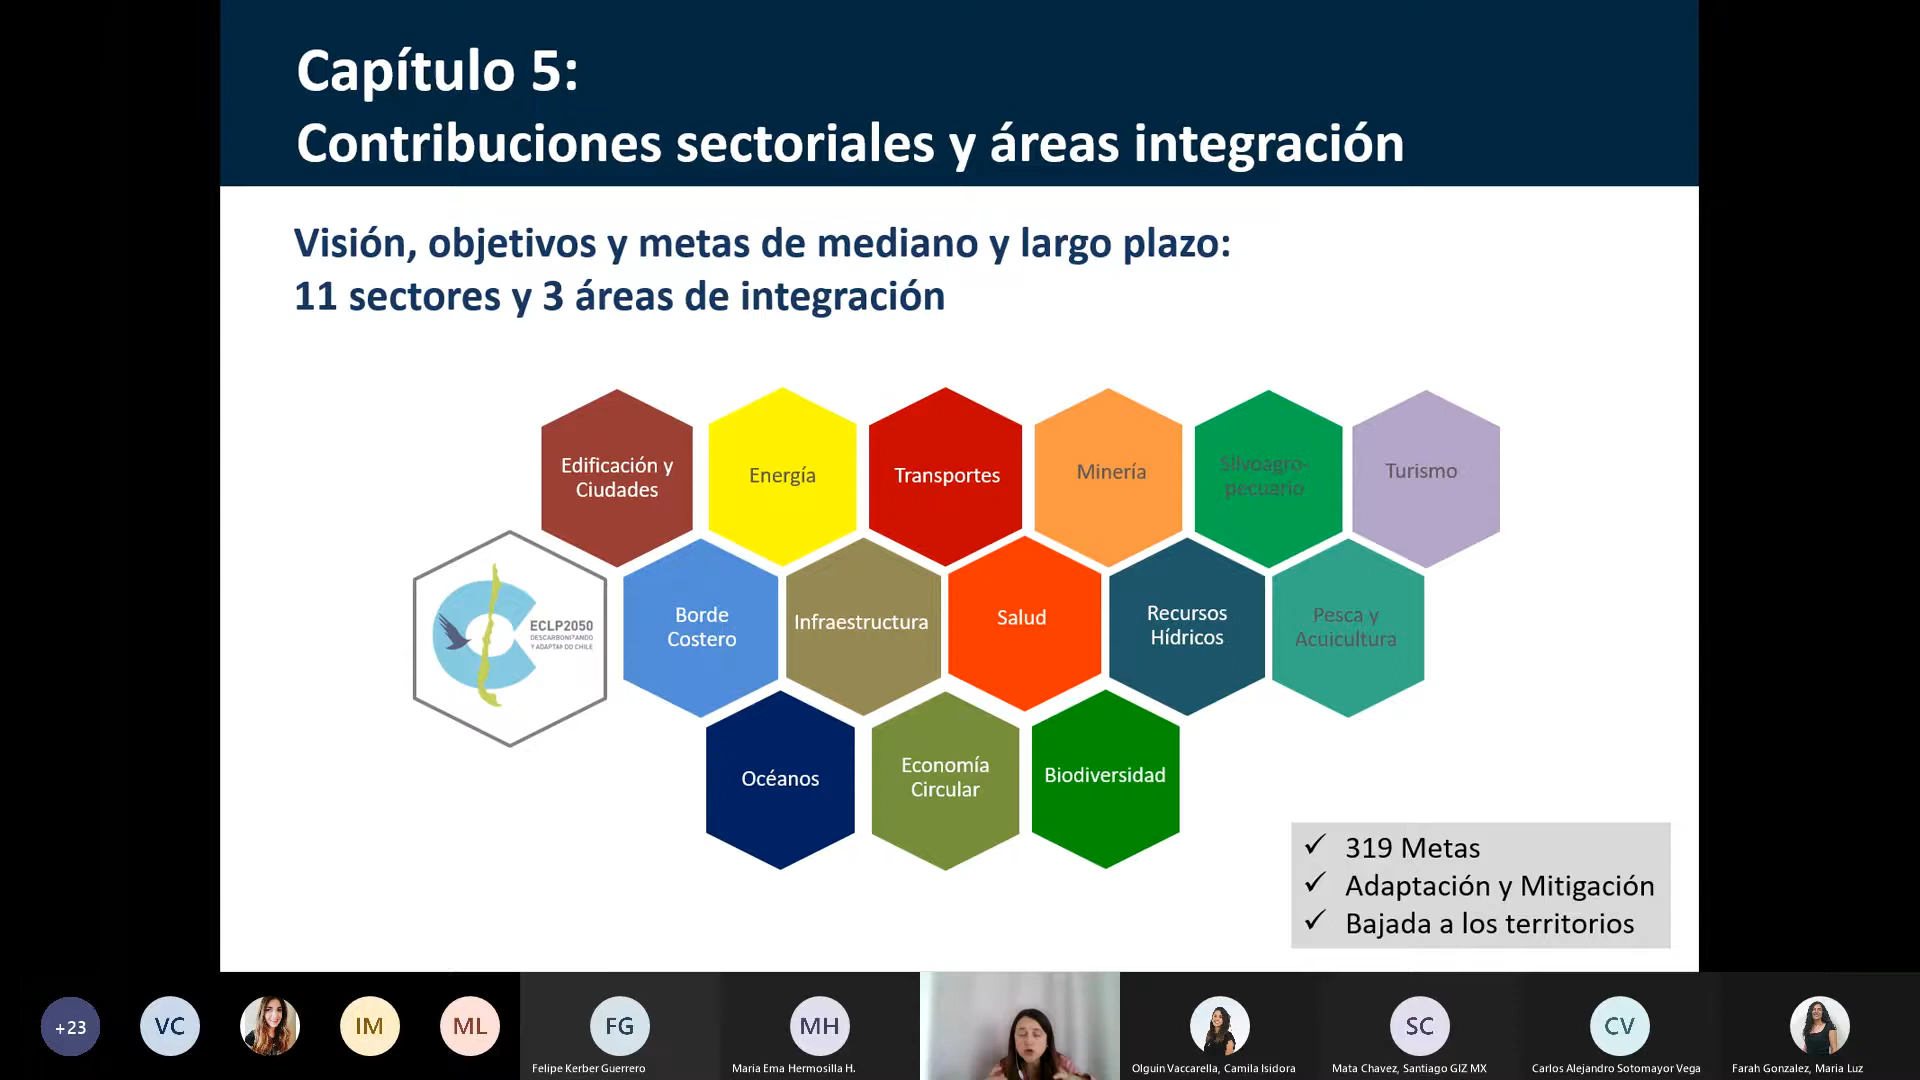 Capítulo 5:
Contribuciones sectoriales y áreas integración
Visión, objetivos y metas de mediano y largo plazo:
11 sectores y 3 áreas de integración
Edificación y
Ciudades
Energía
Transportes
Minería
Silvoagro-
pecuario
Turismo
ECLP2050
DESCARBONIZANDO
Y ADAPTANDO CHILE
Borde
Costero
Infraestructura
Salud
Recursos
Hídricos
Pesca y
Acuicultura
Océanos
Economía
Circular
Biodiversidad
✓ 319 Metas
✓ Adaptación y Mitigación
✓ Bajada a los territorios
+23
VC
IM
ML
FG
MH
SC
CV
Felipe Kerber Guerrero
Maria Ema Hermosilla H.
Olguin Vaccarella, Camila Isidora
Mata Chavez, Santiago GIZ MX
Carlos Alejandro Sotomayor Vega
Farah Gonzalez, Maria Luz